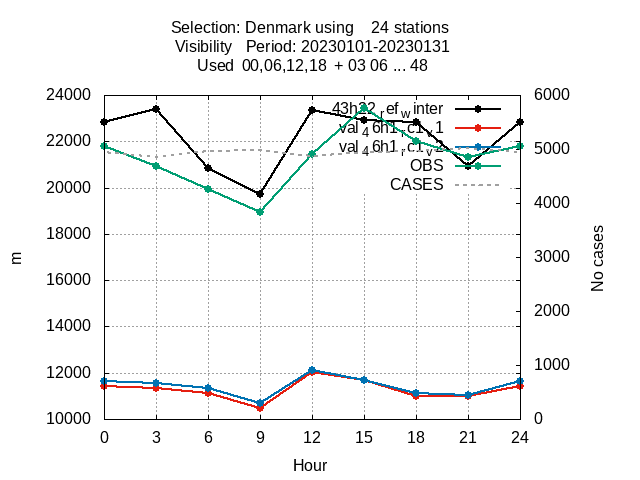 Selection: Denmark using    24 stations
Visibility   Period: 20230101-20230131
Used  00,06,12,18  + 03 06 ... 48
24000
22000
20000
18000
16000
14000
12000
10000
6000
5000
4000
3000
2000
1000
0
m
No cases
43h22_ref_winter
val_46h1_rc1_v1
OBS
CASES
0 3 6 9 12 15 18 21 24
Hour